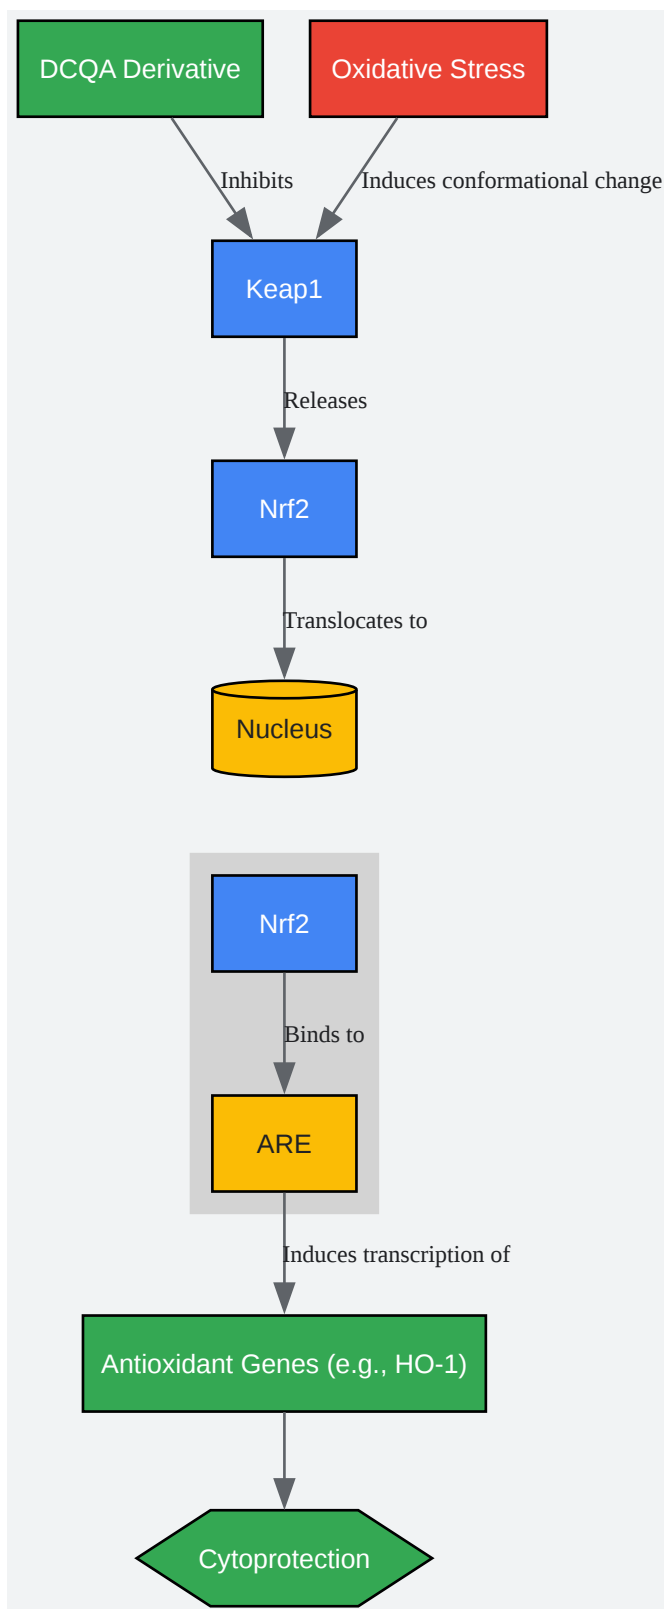 DCQA Derivative
Oxidative Stress
Inhibits
Induces conformational change
Keap1
Releases
Nrf2
Translocates to
Nucleus
Nrf2
Binds to
ARE
Induces transcription of
Antioxidant Genes (e.g., HO-1)
Cytoprotection